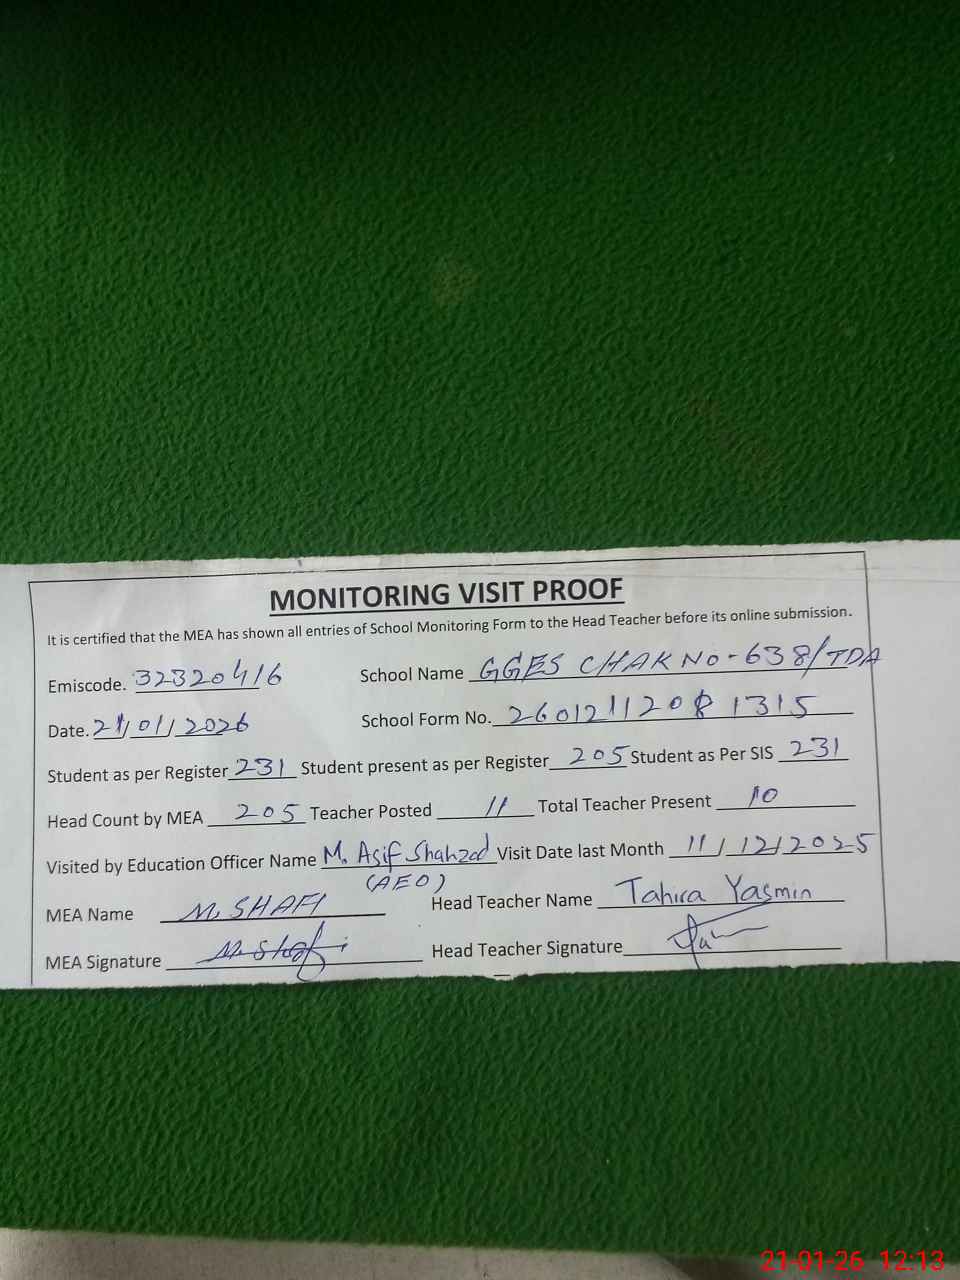 MONITORING VISIT PROOF
It is certified that the MEA has shown all entries of School Monitoring Form to the Head Teacher before its online submission.
Emiscode. 32320416 School Name GGES CHAK NO-638/TDA
Date. 21/01/2026 School Form No. 2601211208 1315
Student as per Register 231 Student present as per Register 205 Student as Per SIS 231
Head Count by MEA 205 Teacher Posted 11 Total Teacher Present 10
Visited by Education Officer Name M. Asif Shahzad Visit Date last Month 11/12/2025
(AEO)
MEA Name M. SHAFI Head Teacher Name Tahira Yasmin
MEA Signature M. Shafi Head Teacher Signature
21-01-26 12:13